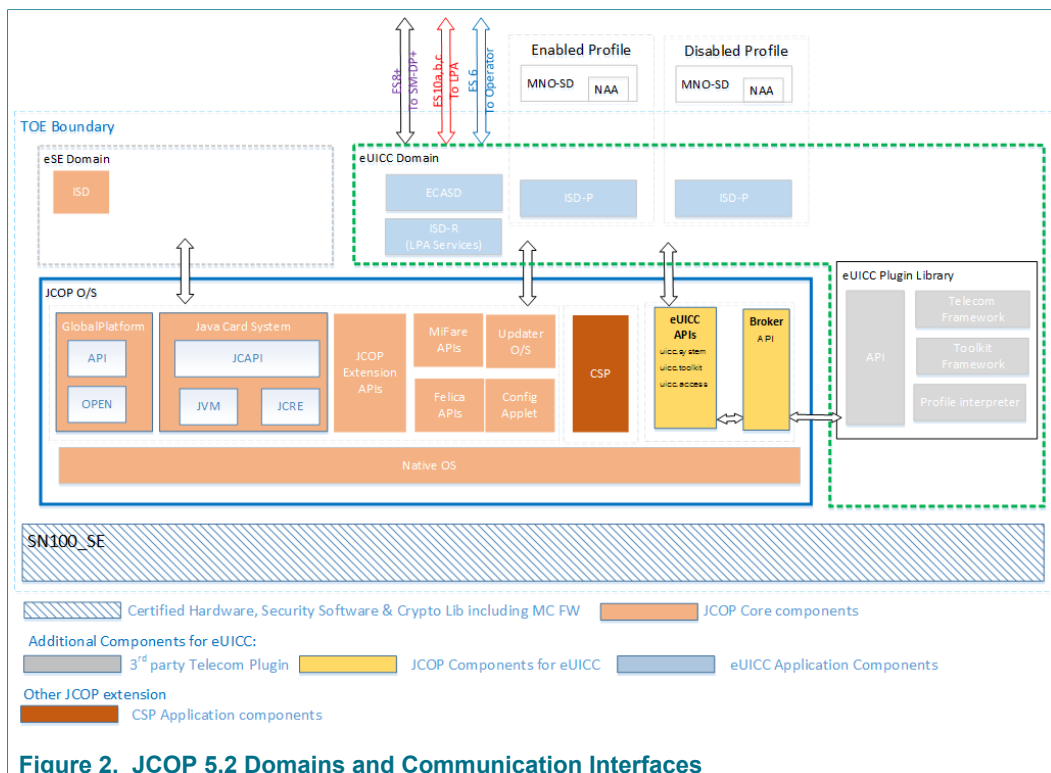 ES8+
To SM-DP+
ES10a,b,c
To LPA
ES 6
To Operator
Enabled Profile
MNO-SD
NAA
Disabled Profile
MNO-SD
NAA
TOE Boundary
eSE Domain
ISD
eUICC Domain
ECASD
ISD-R
(LPA Services)
ISD-P
ISD-P
eUICC Plugin Library
API
Telecom
Framework
Toolkit
Framework
Profile interpreter
JCOP O/S
GlobalPlatform
API
OPEN
Java Card System
JCAPI
JVM
JCRE
JCOP
Extension
APIs
MiFare
APIs
Updater
O/S
Felica
APIs
Config
Applet
CSP
eUICC
APIs
uicc.system
uicc.toolkit
uicc.access
Broker
API
Native OS
SN100_SE
Certified Hardware, Security Software & Crypto Lib including MC FW
JCOP Core components
Additional Components for eUICC:
3rd party Telecom Plugin
JCOP Components for eUICC
eUICC Application Components
Other JCOP extension
CSP Application components
Figure 2. JCOP 5.2 Domains and Communication Interfaces